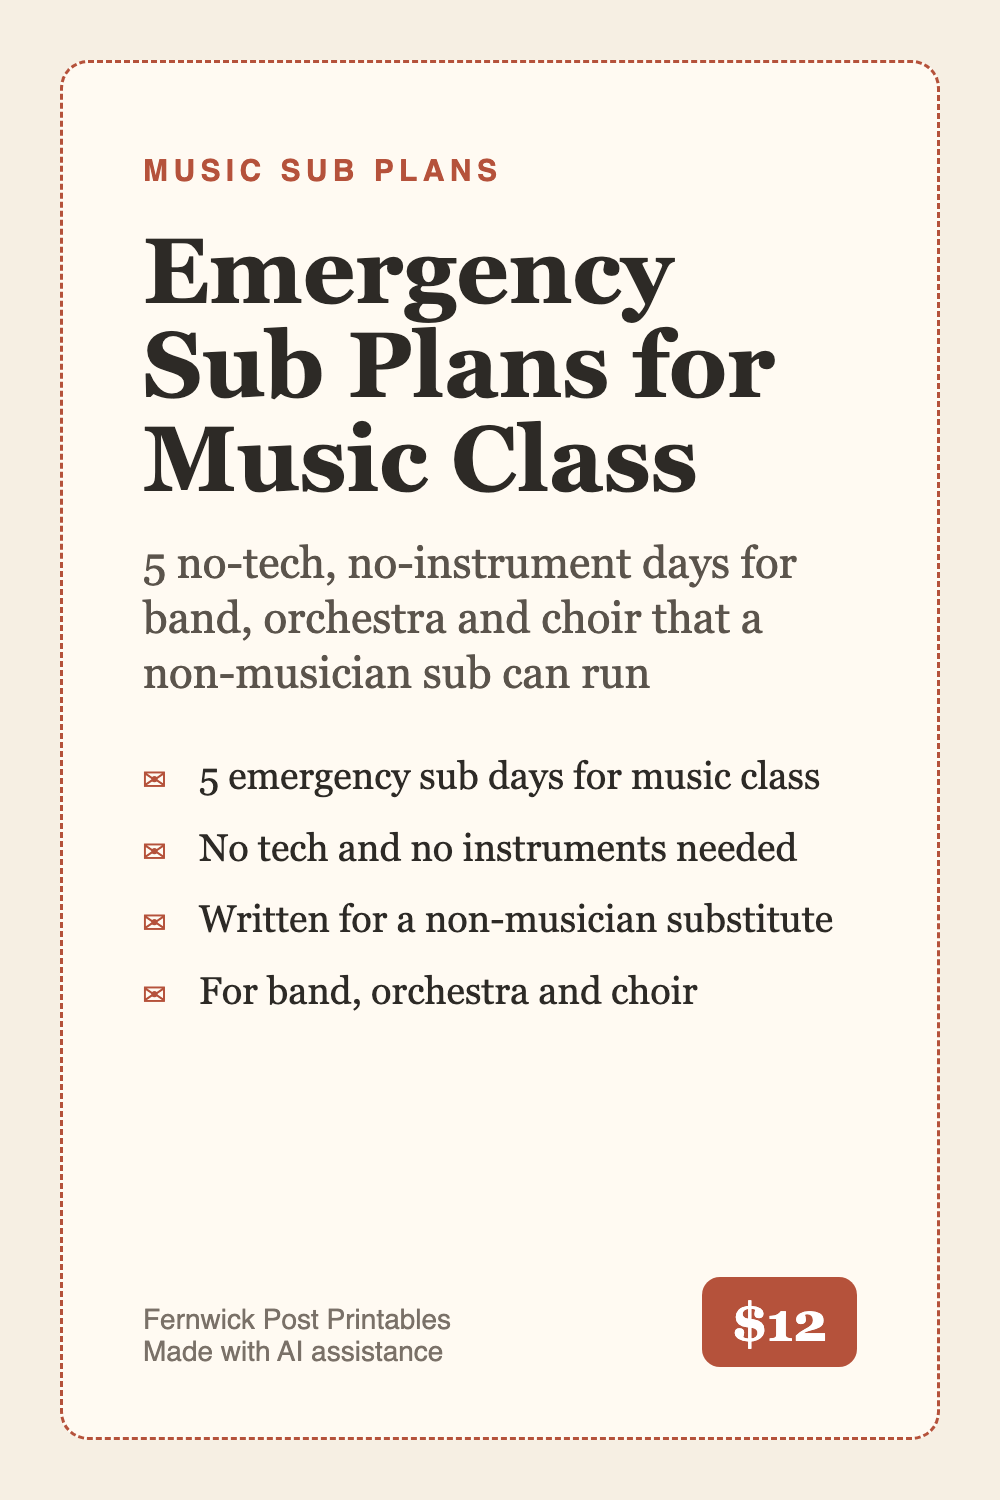 MUSIC SUB PLANS
Emergency
Sub Plans for
Music Class
5 no-tech, no-instrument days for
band, orchestra and choir that a
non-musician sub can run
✉ 5 emergency sub days for music class
✉ No tech and no instruments needed
✉ Written for a non-musician substitute
✉ For band, orchestra and choir
Fernwick Post Printables
Made with AI assistance
$12